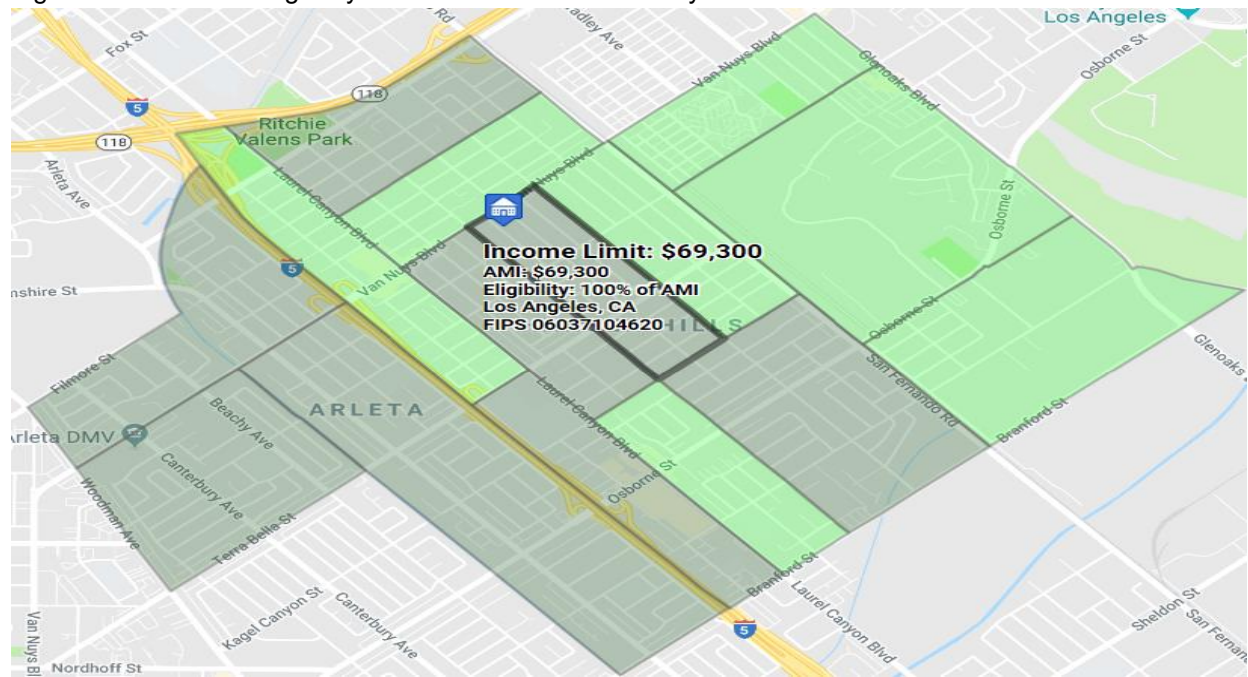 Los Angeles
Fox St
Van Nuys Blvd
Glenoaks Blvd
Osborne St
5
118
118
Ritchie
Valens Park
Arleta Ave
Laurel Canyon Blvd
Nuys Blvd
Osborne St
Van Nuys Blvd
5
Income Limit: $69,300
AMI: $69,300
Eligibility: 100% of AMI
Los Angeles, CA
FIPS 06037104620
HILLS
mshire St
Osborne St
Glenoaks
San Fernando Rd
Filmore St
ARLETA
Beachy Ave
Laurel Canyon Blvd
Branford St
rleta DMV
Canterbury Ave
Osborne St
Woodman Ave
Terra Bella St
Branford St
Kagel Canyon St
Canterbury Ave
Laurel Canyon Blvd
Sheldon St
San Fernan
5
Van Nuys Bl
Nordhoff St